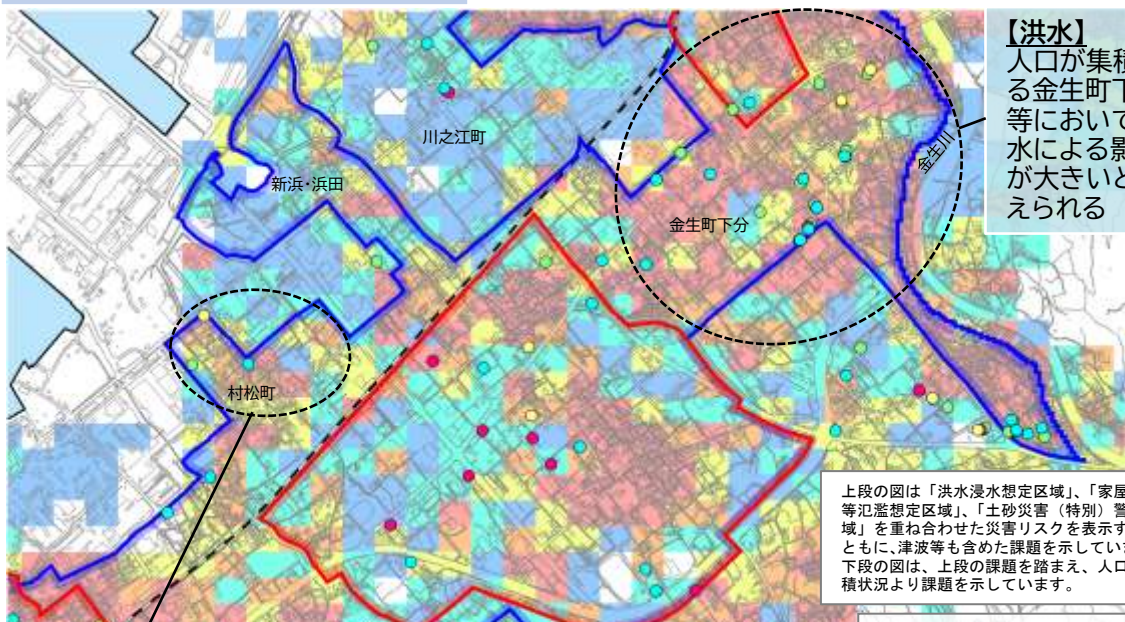 【洪水】
人口が集積
る金生町下
等において
水による影
が大きいと
えられる
川之江町
金生川
新浜・浜田
金生町下分
村松町
上段の図は「洪水浸水想定区域」、「家屋
等氾濫想定区域」、「土砂災害（特別）警
域」を重ね合わせた災害リスクを表示す
ともに、津波等も含めた課題を示していま
下段の図は、上段の課題を踏まえ、人口
積状況より課題を示しています。